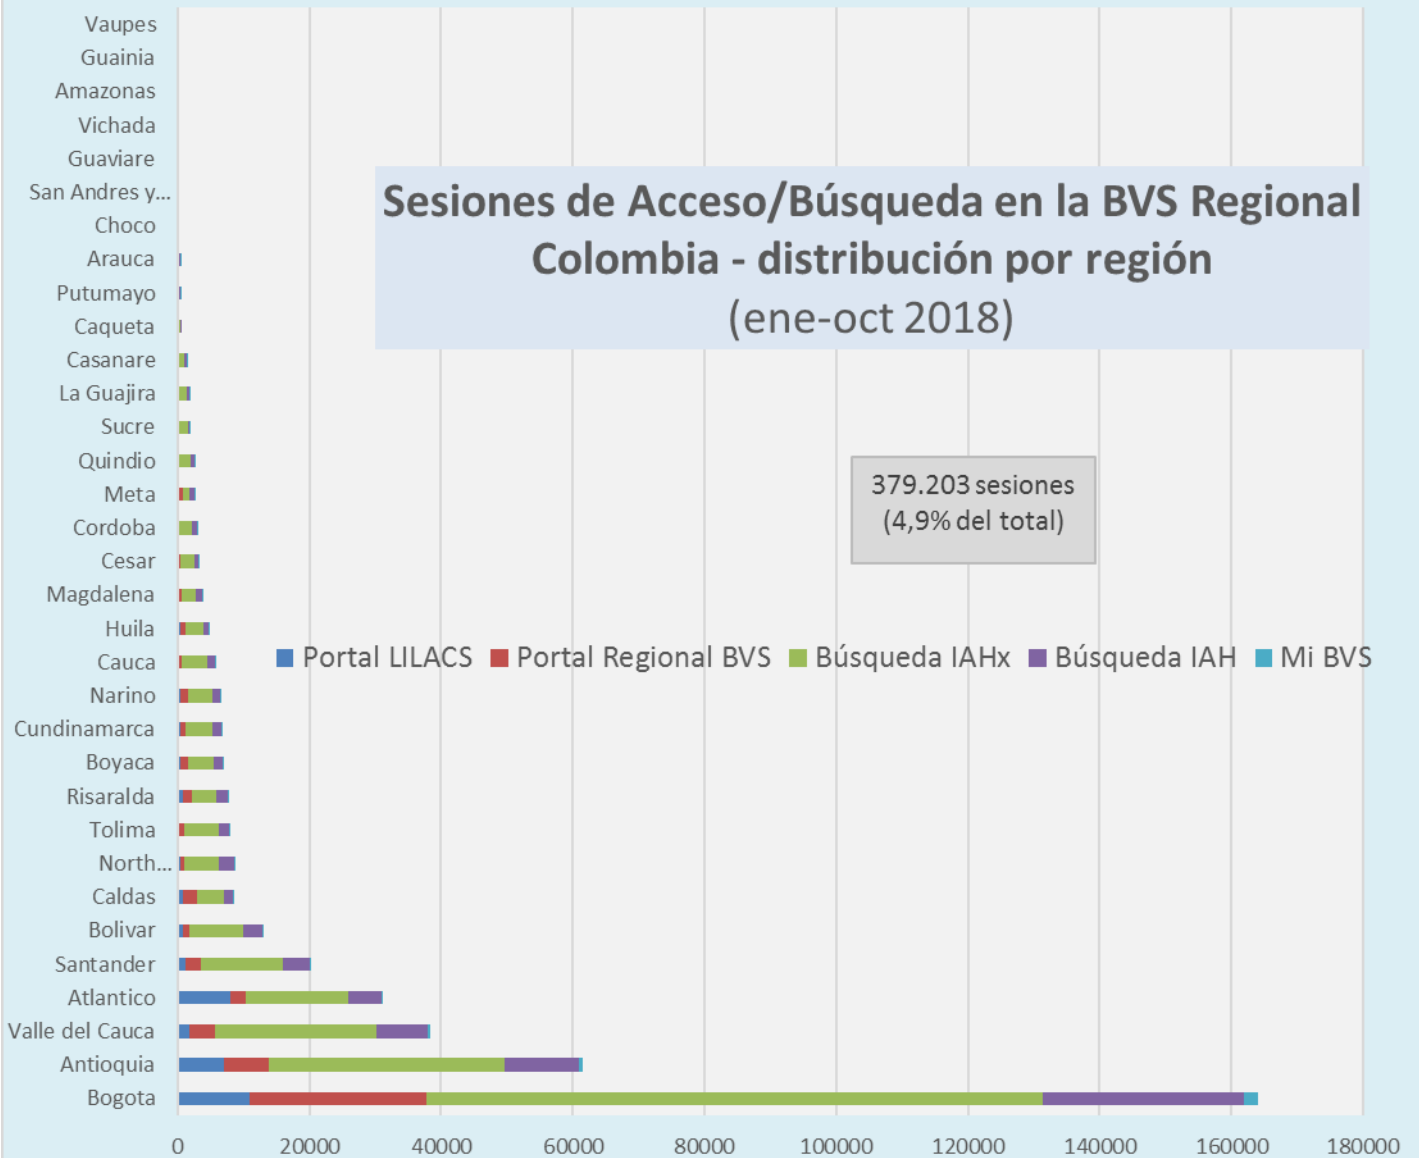 Vaupes
Guainia
Amazonas
Vichada
Guaviare
San Andres y...
Choco
Arauca
Putumayo
Caqueta
Casanare
La Guajira
Sucre
Quindio
Meta
Cordoba
Cesar
Magdalena
Huila
Cauca
Narino
Cundinamarca
Boyaca
Risaralda
Tolima
North...
Caldas
Bolivar
Santander
Atlantico
Valle del Cauca
Antioquia
Bogota
Sesiones de Acceso/Búsqueda en la BVS Regional
Colombia - distribución por región
(ene-oct 2018)
379.203 sesiones
(4,9% del total)
Portal LILACS Portal Regional BVS Búsqueda IAHx Búsqueda IAH Mi BVS
0 20000 40000 60000 80000 100000 120000 140000 160000 180000